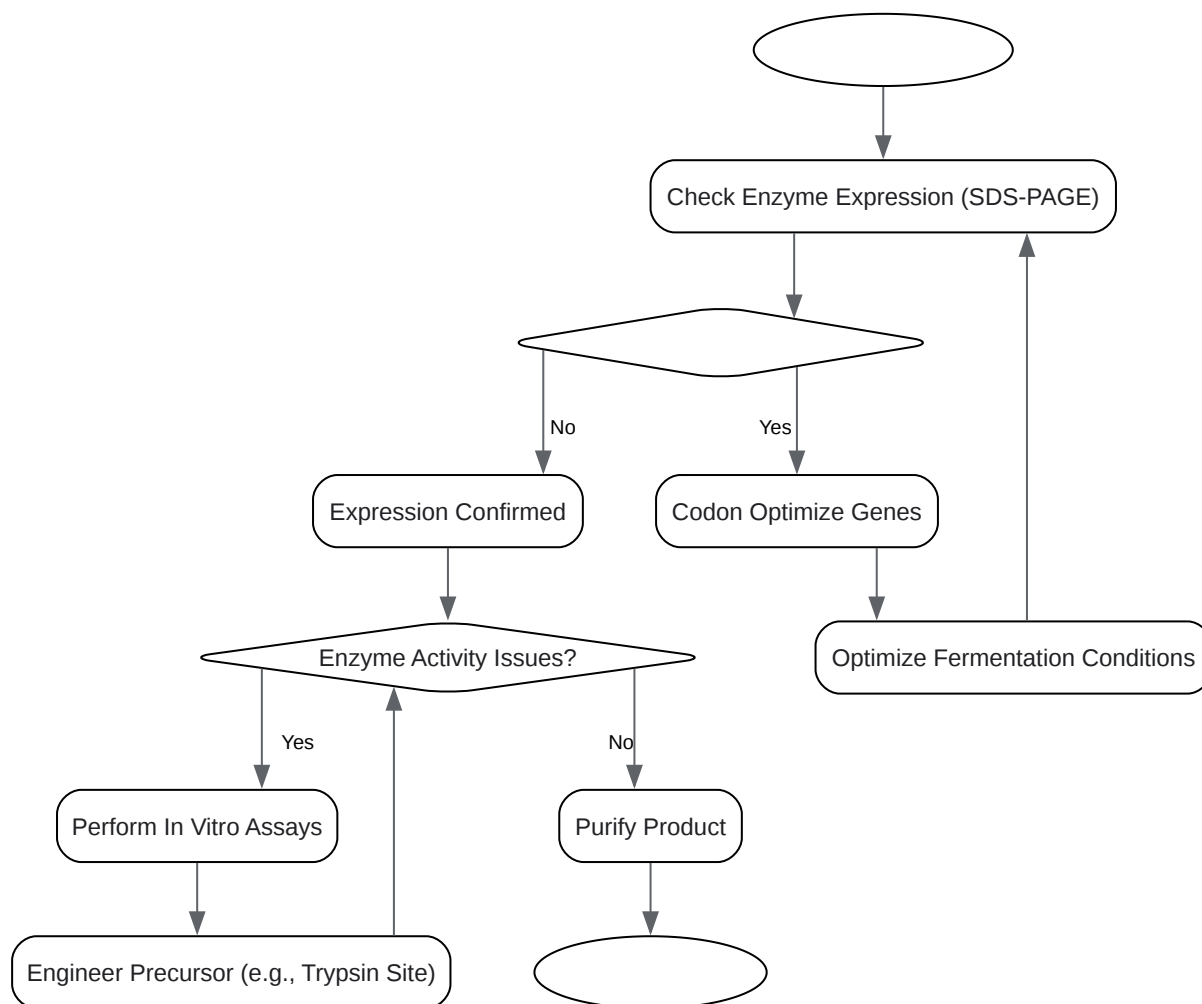 Check Enzyme Expression (SDS-PAGE)
No
Yes
Expression Confirmed
Codon Optimize Genes
Enzyme Activity Issues?
Optimize Fermentation Conditions
Yes
No
Perform In Vitro Assays
Purify Product
Engineer Precursor (e.g., Trypsin Site)